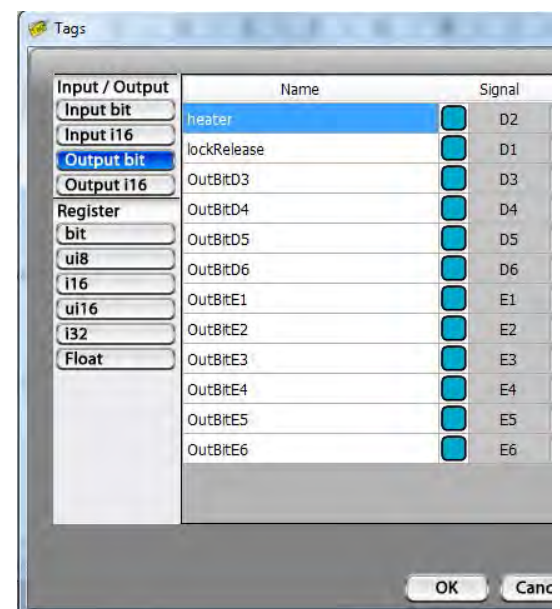 Tags
Input / Output
Input bit
Input i16
Output bit
Output i16
Register
bit
ui8
i16
ui16
i32
Float
Name Signal
heater D2
lockRelease D1
OutBitD3 D3
OutBitD4 D4
OutBitD5 D5
OutBitD6 D6
OutBitE1 E1
OutBitE2 E2
OutBitE3 E3
OutBitE4 E4
OutBitE5 E5
OutBitE6 E6
OK Canc